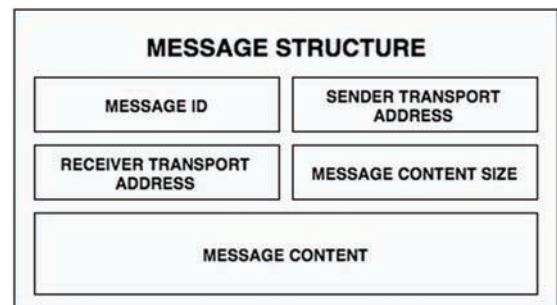 MESSAGE STRUCTURE
MESSAGE ID
SENDER TRANSPORT
ADDRESS
RECEIVER TRANSPORT
ADDRESS
MESSAGE CONTENT SIZE
MESSAGE CONTENT